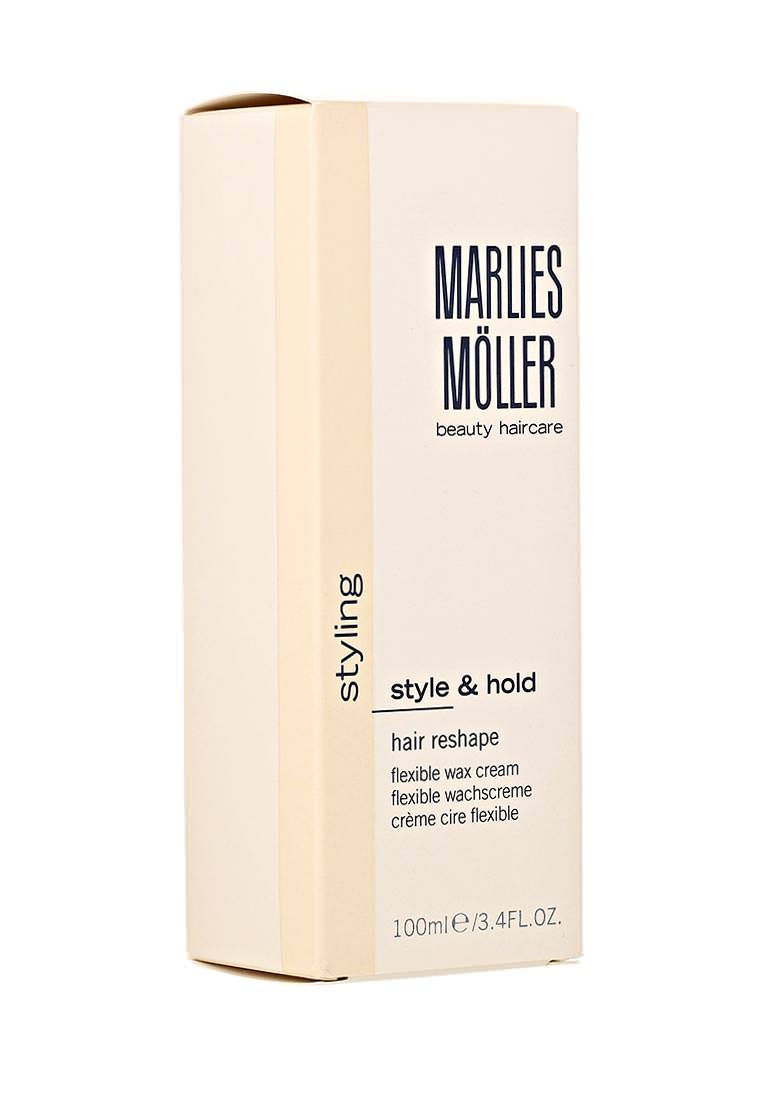 MARLIES
MÖLLER
beauty haircare
styling
style & hold
hair reshape
flexible wax cream
flexible wachscreme
crème cire flexible
100ml℮/3.4FL.OZ.